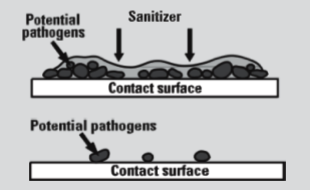 Potential
pathogens
Sanitizer
Contact surface
Potential pathogens
Contact surface